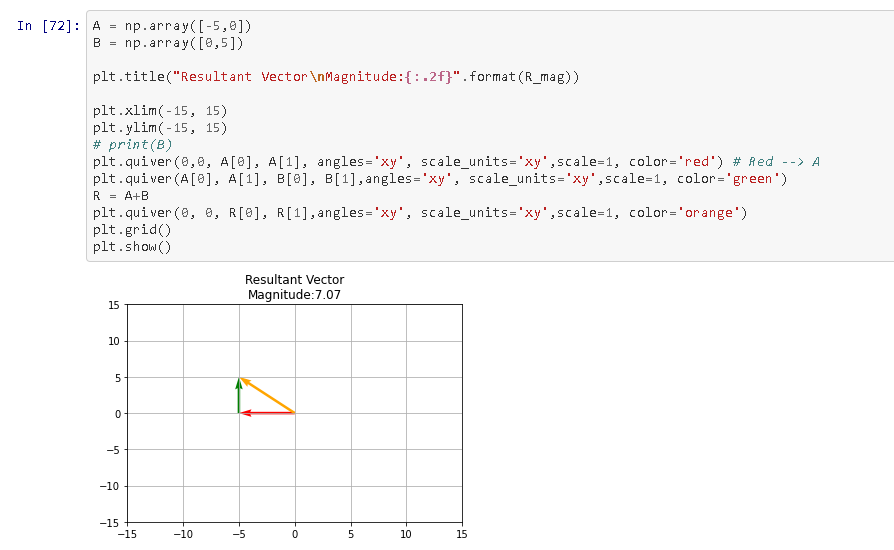 In [72]: A = np.array([-5,0])
B = np.array([0,5])
plt.title("Resultant Vector\nMagnitude:{:.2f}".format(R_mag))
plt.xlim(-15, 15)
plt.ylim(-15, 15)
# print(B)
plt.quiver(0,0, A[0], A[1], angles='xy', scale_units='xy',scale=1, color='red') # Red --> A
plt.quiver(A[0], A[1], B[0], B[1],angles='xy', scale_units='xy',scale=1, color='green')
R = A+B
plt.quiver(0, 0, R[0], R[1],angles='xy', scale_units='xy',scale=1, color='orange')
plt.grid()
plt.show()
Resultant Vector
Magnitude:7.07
15
10
5
0
−5
−10
−15
−15 −10 −5 0 5 10 15